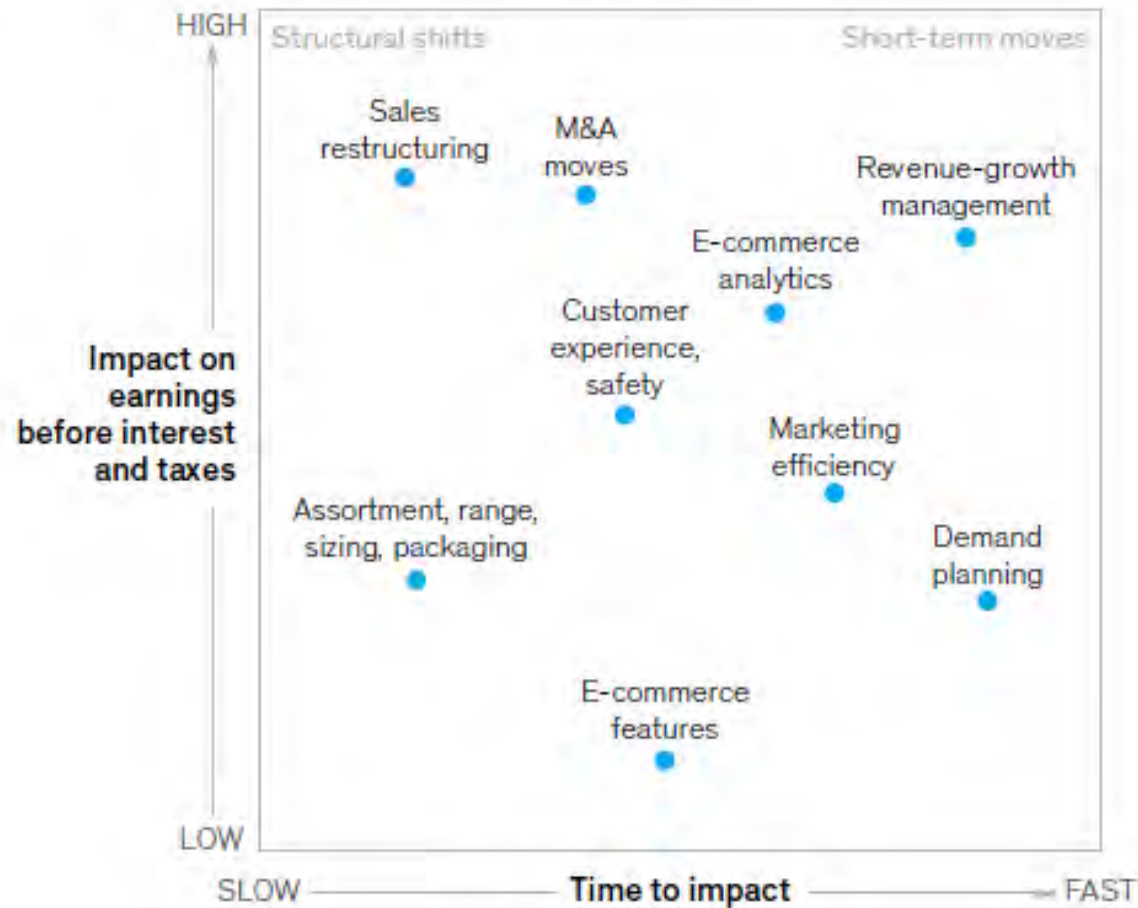 HIGH
Structural shifts
Short-term moves
Sales
restructuring
M&A
moves
Revenue-growth
management
E-commerce
analytics
Customer
experience,
safety
Impact on
earnings
before interest
and taxes
Marketing
efficiency
Assortment, range,
sizing, packaging
Demand
planning
E-commerce
features
LOW
SLOW
Time to impact
FAST